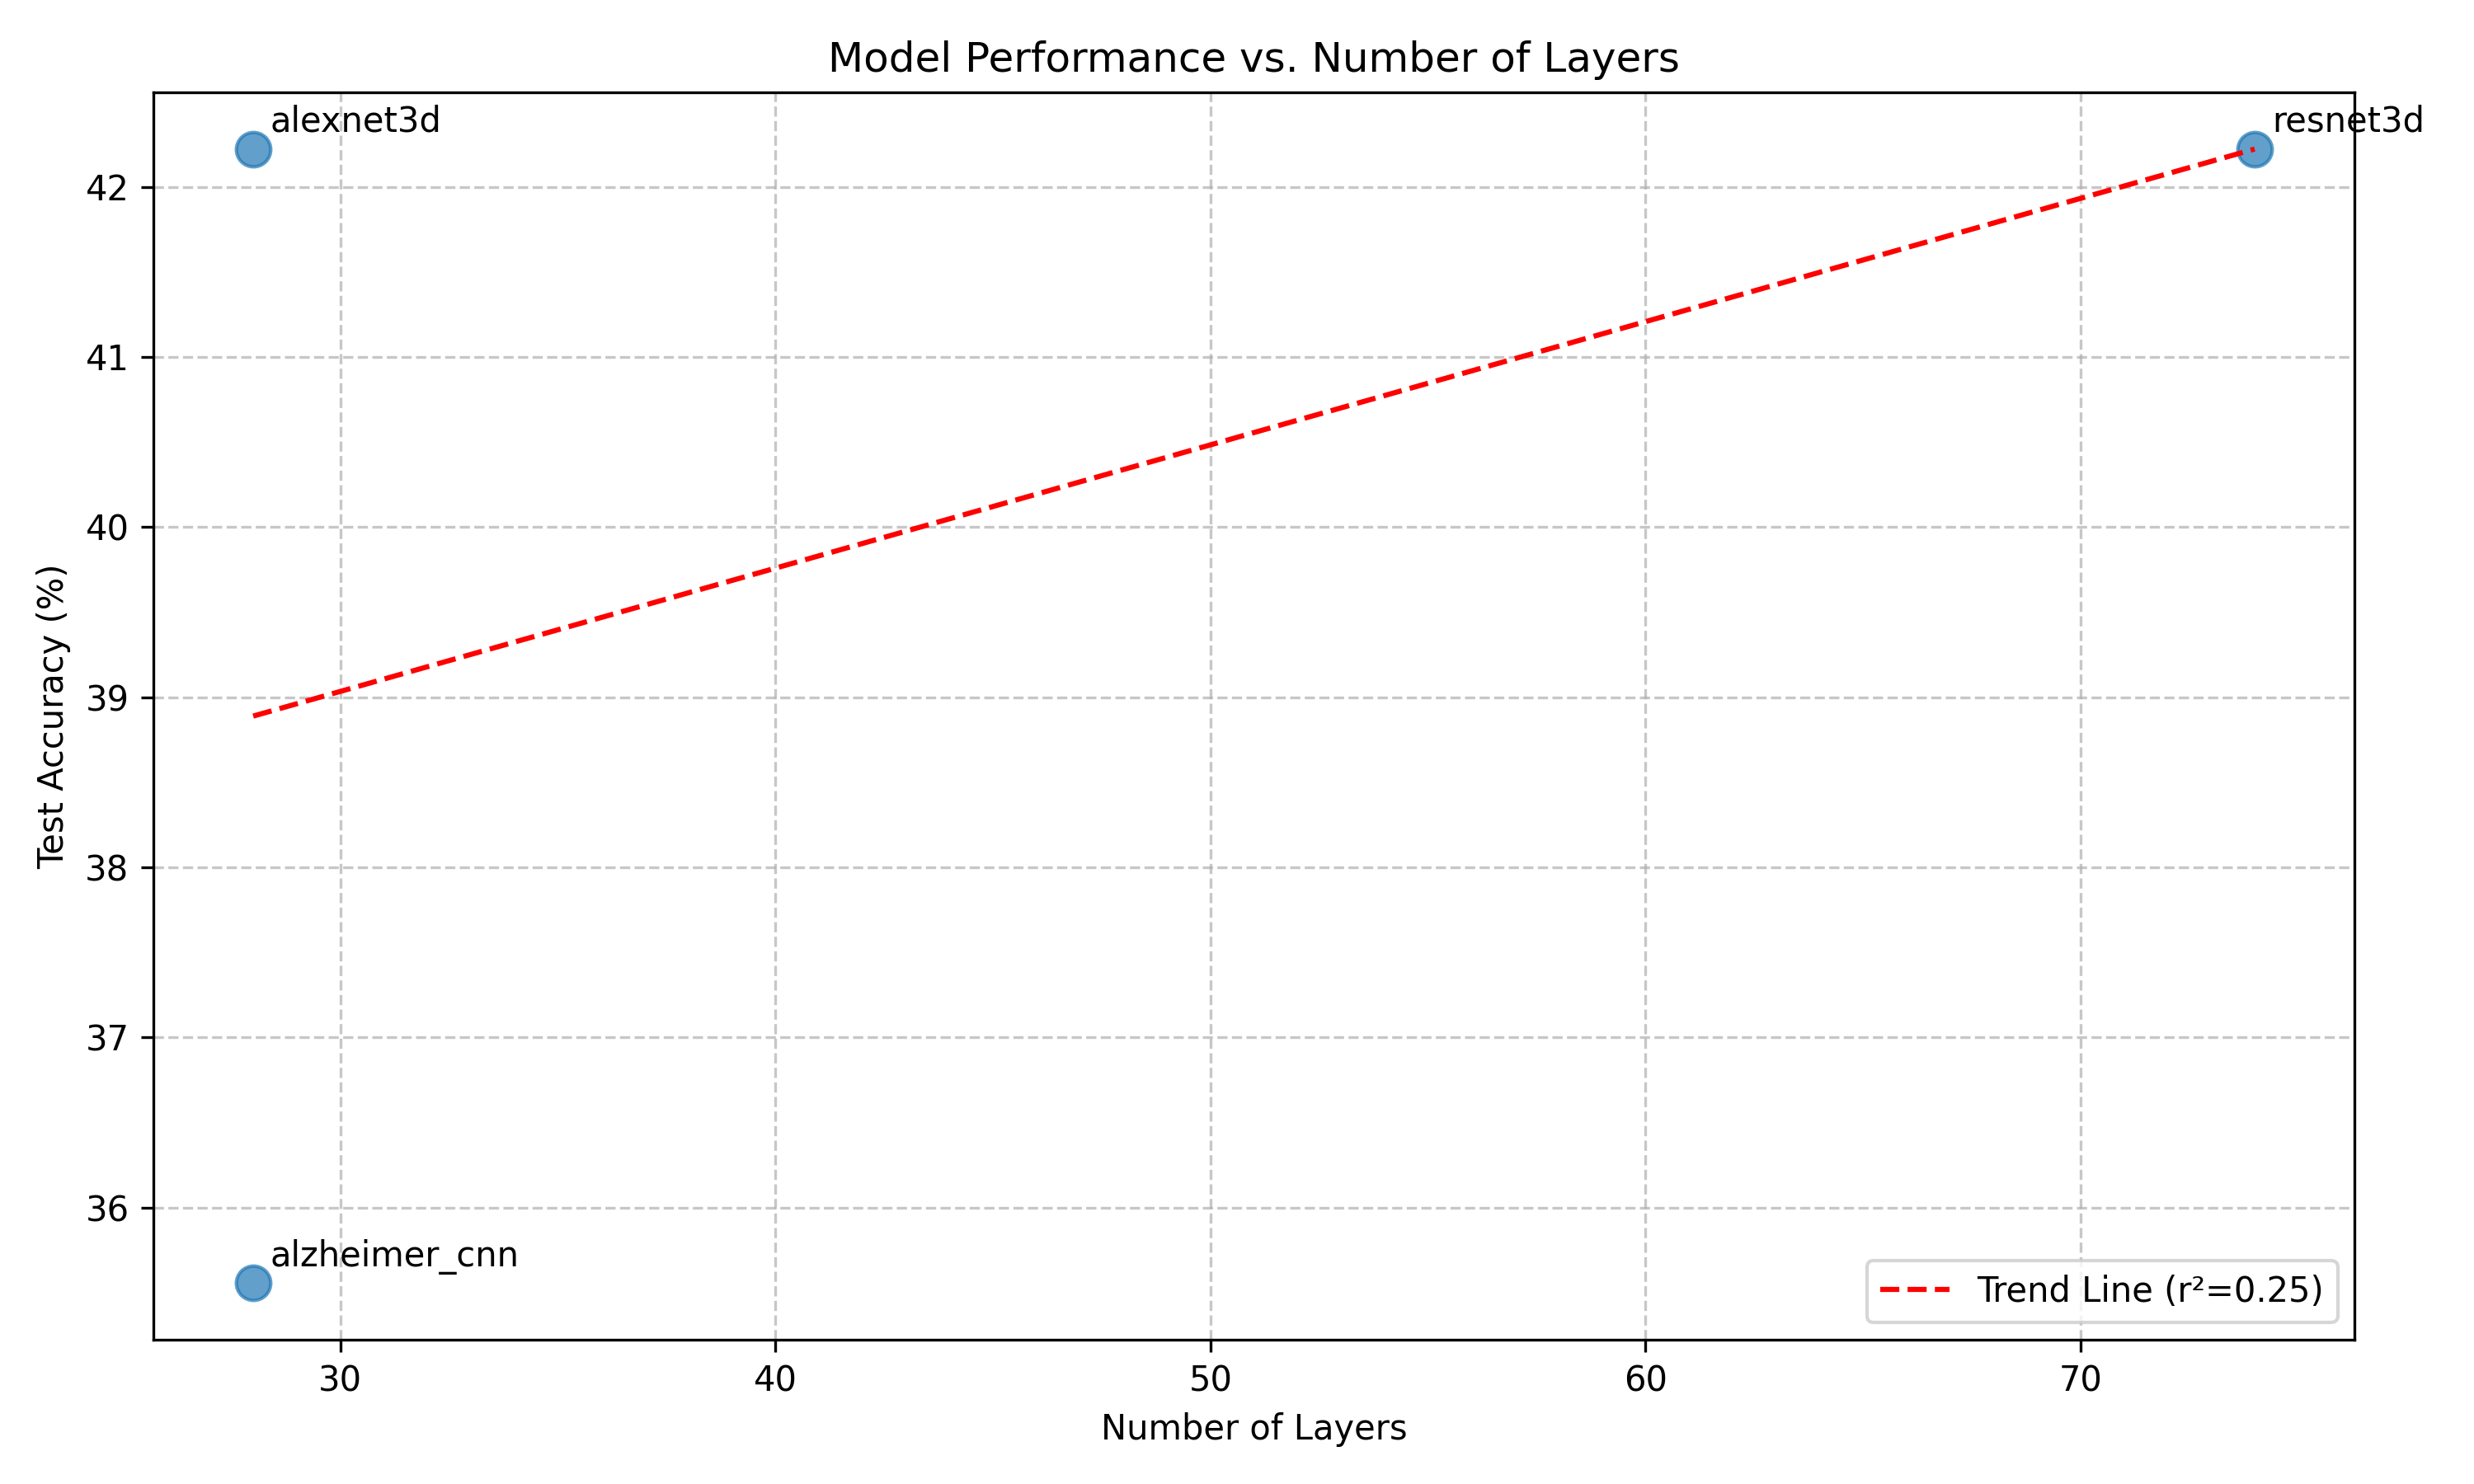 Model Performance vs. Number of Layers
alexnet3d
resnet3d
42
41
40
39
38
37
36
Test Accuracy (%)
alzheimer_cnn
Trend Line (r²=0.25)
30
40
50
60
70
Number of Layers